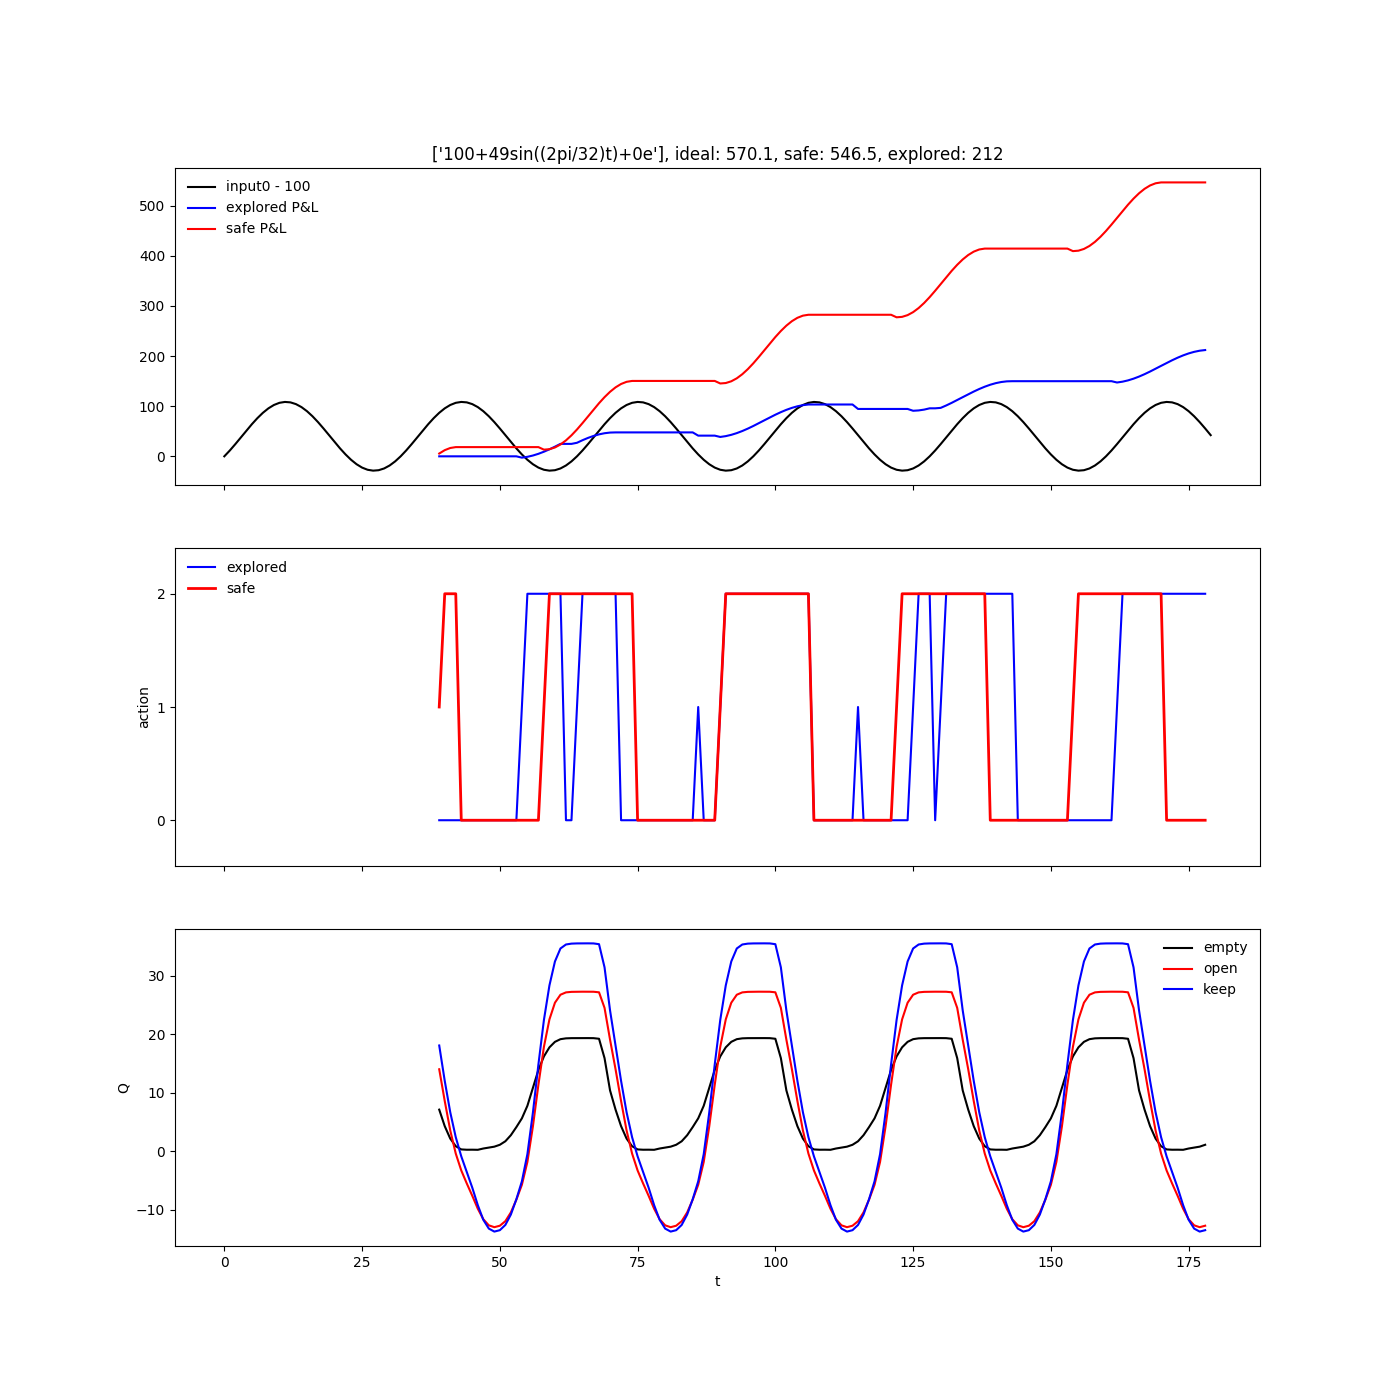 ['100+49sin((2pi/32)t)+0e'], ideal: 570.1, safe: 546.5, explored: 212
input0 - 100
explored P&L
safe P&L
500
400
300
200
100
0
explored
safe
2
1
0
action
empty
open
keep
30
20
10
0
−10
Q
0 25 50 75 100 125 150 175
t